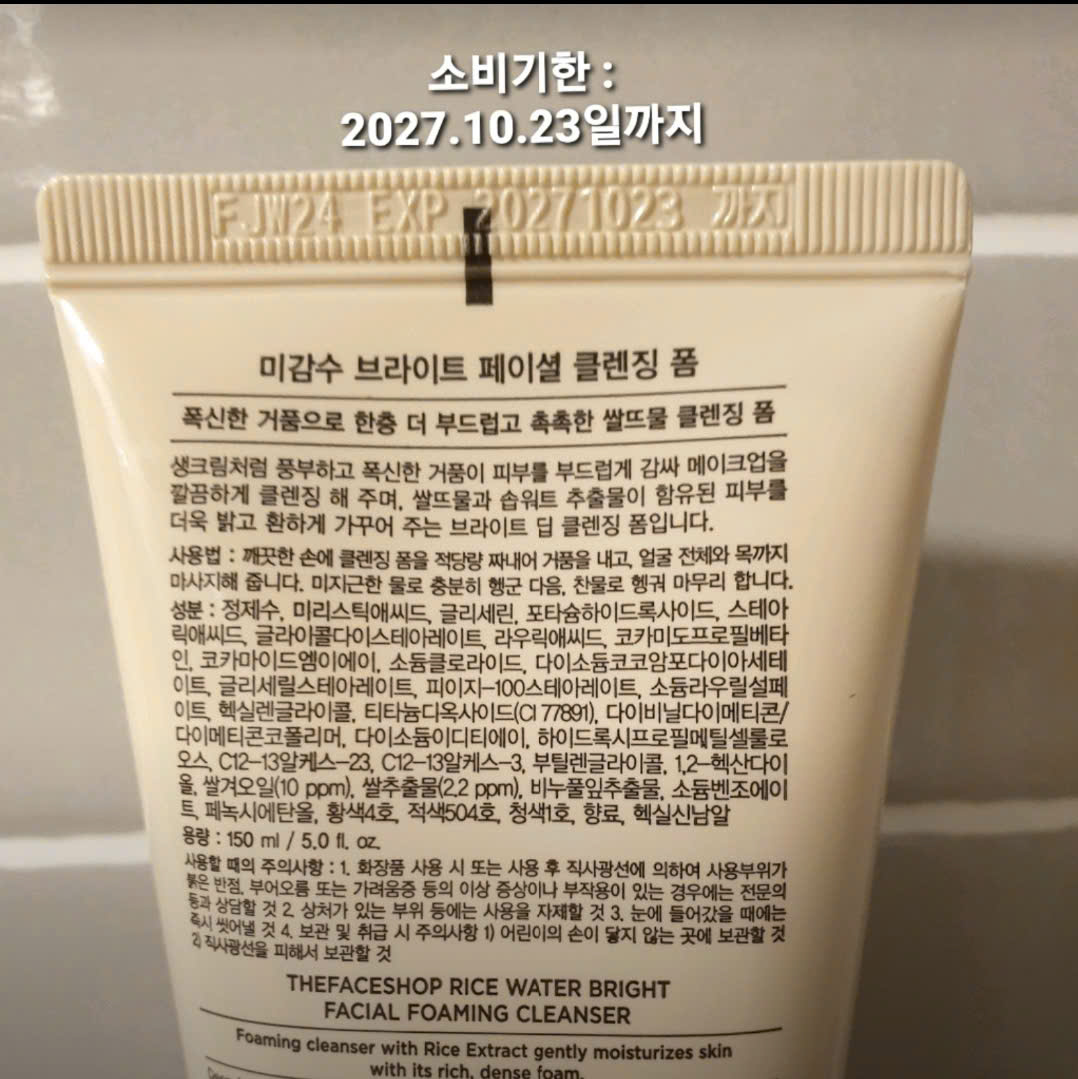 소비기한 :
2027.10.23일까지
FJW24 EXP 20271023 까지
미감수 브라이트 페이셜 클렌징 폼
폭신한 거품으로 한층 더 부드럽고 촉촉한 쌀뜨물 클렌징 폼
생크림처럼 풍부하고 폭신한 거품이 피부를 부드럽게 감싸 메이크업을
깔끔하게 클렌징 해 주며, 쌀뜨물과 솝워트 추출물이 함유된 피부를
더욱 밝고 환하게 가꾸어 주는 브라이트 딥 클렌징 폼입니다.
사용법 : 깨끗한 손에 클렌징 폼을 적당량 짜내어 거품을 내고, 얼굴 전체와 목까지
마사지해 줍니다. 미지근한 물로 충분히 헹군 다음, 찬물로 헹궈 마무리 합니다.
성분 : 정제수, 미리스틱애씨드, 글리세린, 포타슘하이드록사이드, 스테아
릭애씨드, 글라이콜다이스테아레이트, 라우릭애씨드, 코카미도프로필베타
인, 코카마이드엠이에이, 소듐클로라이드, 다이소듐코코암포다이아세테
이트, 글리세릴스테아레이트, 피이지-100스테아레이트, 소듐라우릴설페
이트, 헥실렌글라이콜, 티타늄디옥사이드(CI 77891), 다이비닐다이메티콘/
다이메티콘코폴리머, 다이소듐이디티에이, 하이드록시프로필메틸셀룰로
오스, C12-13알케스-23, C12-13알케스-3, 부틸렌글라이콜, 1,2-헥산다이
올, 쌀겨오일(10 ppm), 쌀추출물(2.2 ppm), 비누풀잎추출물, 소듐벤조에이
트, 페녹시에탄올, 황색4호, 적색504호, 청색1호, 향료, 헥실신남알
용량 : 150 ml / 5.0 fl. oz.
사용할 때의 주의사항 : 1. 화장품 사용 시 또는 사용 후 직사광선에 의하여 사용부위가
붉은 반점, 부어오름 또는 가려움증 등의 이상 증상이나 부작용이 있는 경우에는 전문의
등과 상담할 것 2. 상처가 있는 부위 등에는 사용을 자제할 것 3. 눈에 들어갔을 때에는
즉시 씻어낼 것 4. 보관 및 취급 시 주의사항 1) 어린이의 손이 닿지 않는 곳에 보관할 것
2) 직사광선을 피해서 보관할 것
THEFACESHOP RICE WATER BRIGHT
FACIAL FOAMING CLEANSER
Foaming cleanser with Rice Extract gently moisturizes skin
with its rich, dense foam.